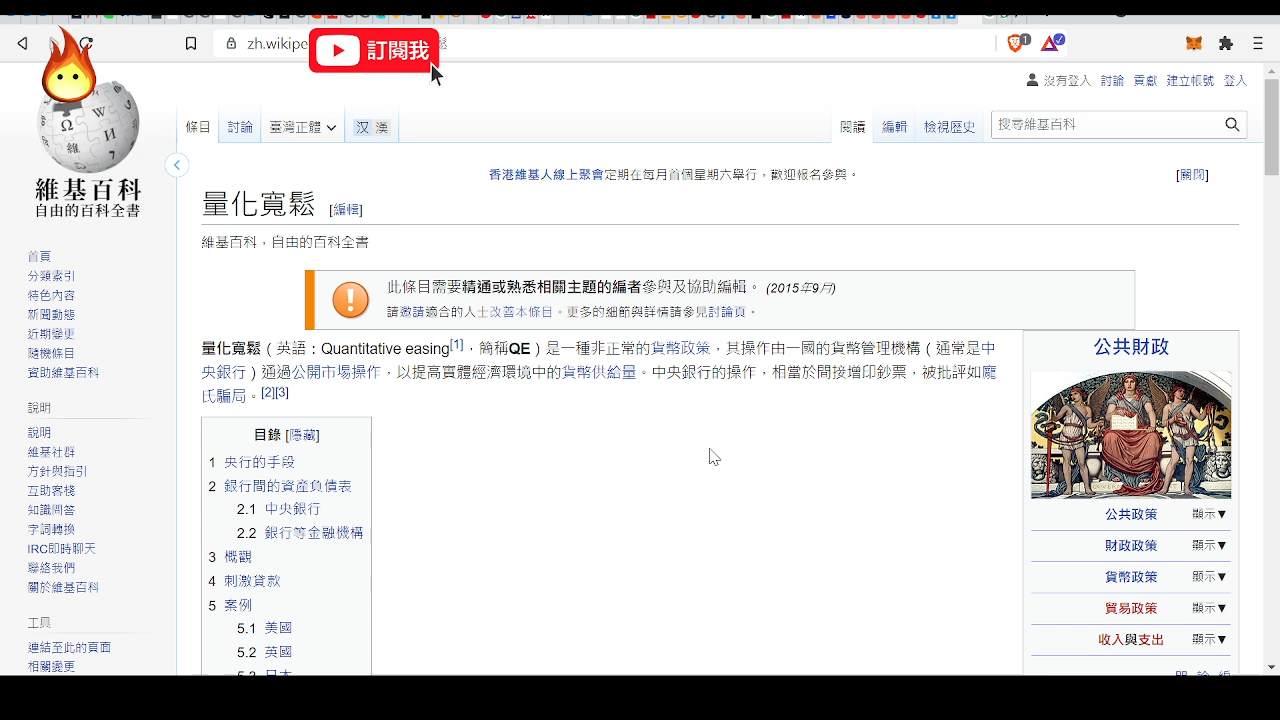 zh.wikipe
訂閱我
鬆
1
沒有登入 討論 貢獻 建立帳號 登入
維基百科
自由的百科全書
條目 討論 臺灣正體 汉 漢
閱讀 編輯 檢視歷史 搜尋維基百科
香港維基人線上聚會定期在每月首個星期六舉行，歡迎報名參與。 [關閉]
量化寬鬆 [編輯]
維基百科，自由的百科全書
此條目需要精通或熟悉相關主題的編者參與及協助編輯。 (2015年9月)
請邀請適合的人士改善本條目。更多的細節與詳情請參見討論頁。
量化寬鬆（英語：Quantitative easing[1]，簡稱QE）是一種非正常的貨幣政策，其操作由一國的貨幣管理機構（通常是中
央銀行）通過公開市場操作，以提高實體經濟環境中的貨幣供給量。中央銀行的操作，相當於間接增印鈔票，被批評如龐
氏騙局。[2][3]
目錄 [隱藏]
1 央行的手段
2 銀行間的資產負債表
2.1 中央銀行
2.2 銀行等金融機構
3 概觀
4 刺激貸款
5 案例
5.1 美國
5.2 英國
5.3 日本
公共財政
公共政策 顯示▼
財政政策 顯示▼
貨幣政策 顯示▼
貿易政策 顯示▼
收入與支出 顯示▼
首頁
分類索引
特色內容
新聞動態
近期變更
隨機條目
資助維基百科
說明
說明
維基社群
方針與指引
互助客棧
知識問答
字詞轉換
IRC即時聊天
聯絡我們
關於維基百科
工具
連結至此的頁面
相關變更